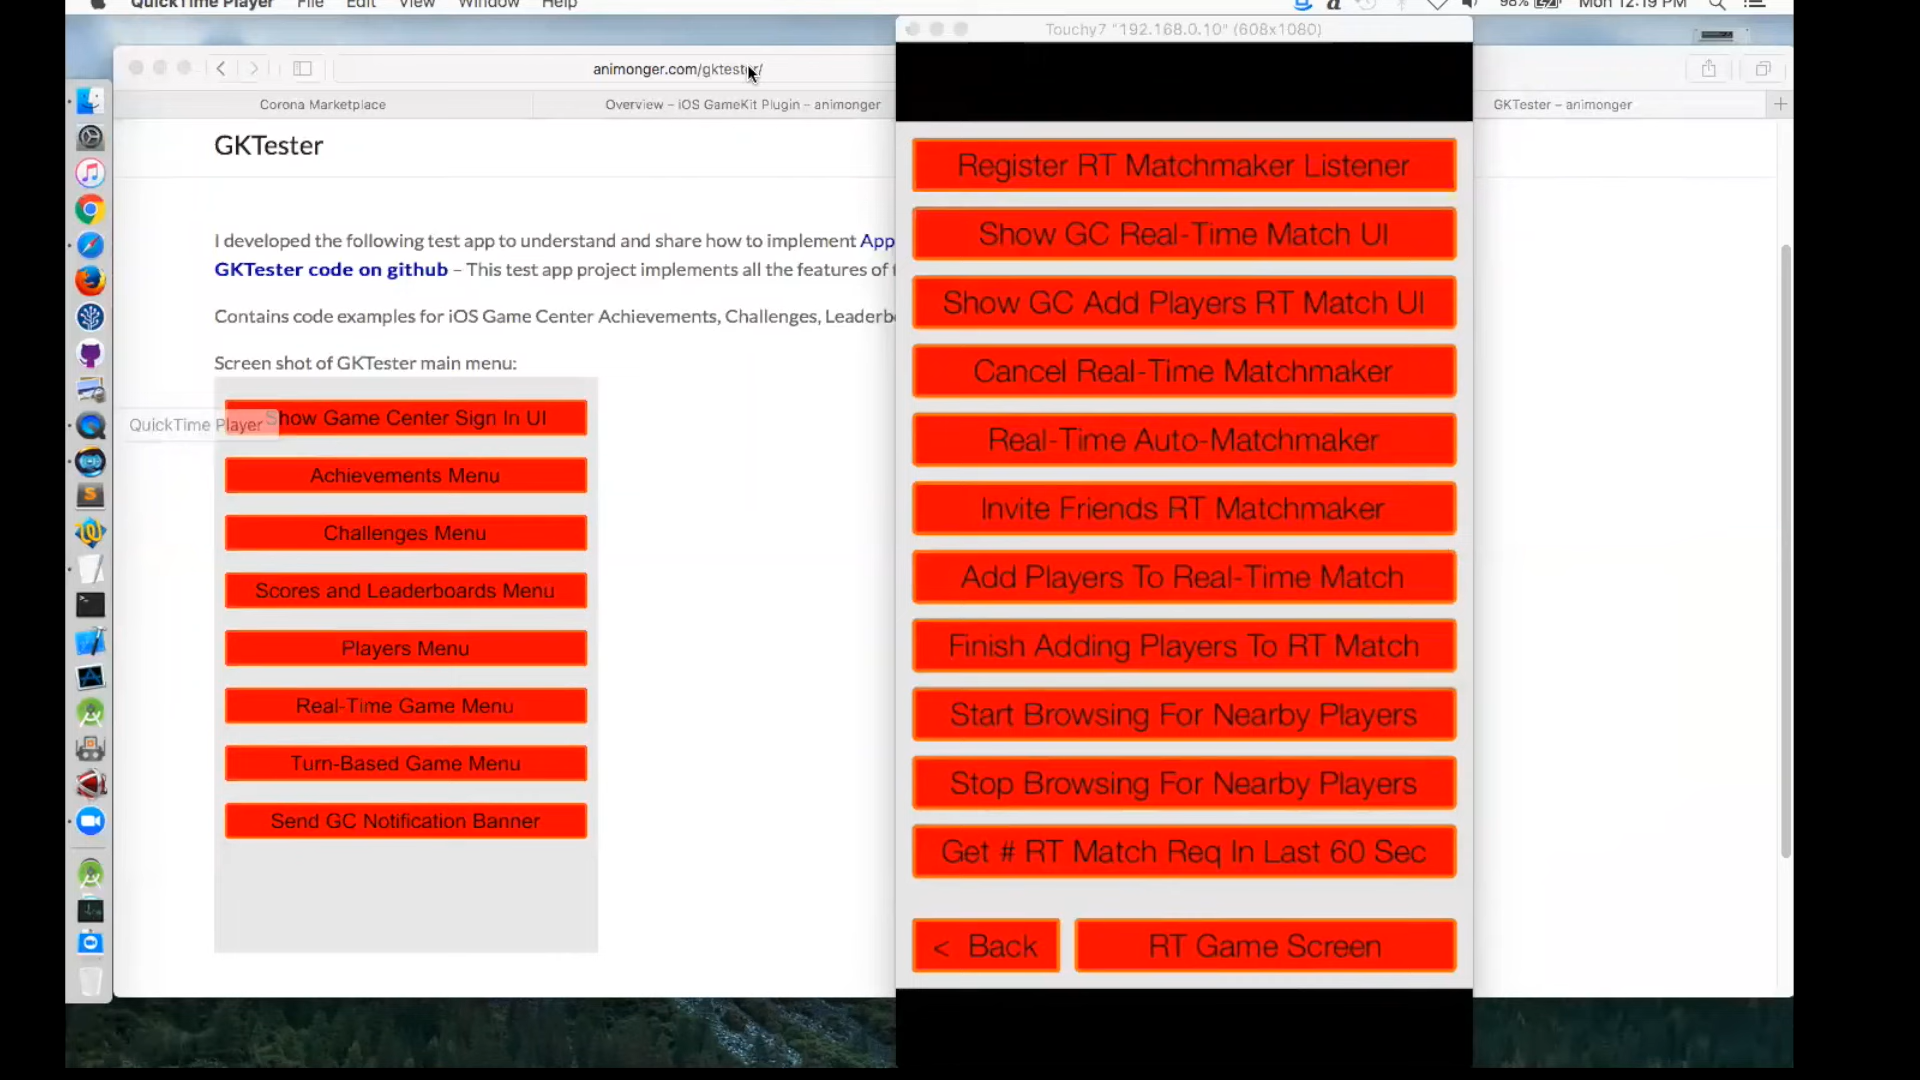 QuickTime Player File Edit View Window Help
98% Mon 12:19 PM
Touchy7 "192.168.0.10" (608x1080)
animonger.com/gktester/
Corona Marketplace
Overview – iOS GameKit Plugin – animonger
GKTester – animonger
GKTester
I developed the following test app to understand and share how to implement App
GKTester code on github – This test app project implements all the features of
Contains code examples for iOS Game Center Achievements, Challenges, Leaderb
Screen shot of GKTester main menu:
QuickTime Player
Show Game Center Sign In UI
Achievements Menu
Challenges Menu
Scores and Leaderboards Menu
Players Menu
Real-Time Game Menu
Turn-Based Game Menu
Send GC Notification Banner
Register RT Matchmaker Listener
Show GC Real-Time Match UI
Show GC Add Players RT Match UI
Cancel Real-Time Matchmaker
Real-Time Auto-Matchmaker
Invite Friends RT Matchmaker
Add Players To Real-Time Match
Finish Adding Players To RT Match
Start Browsing For Nearby Players
Stop Browsing For Nearby Players
Get # RT Match Req In Last 60 Sec
< Back
RT Game Screen